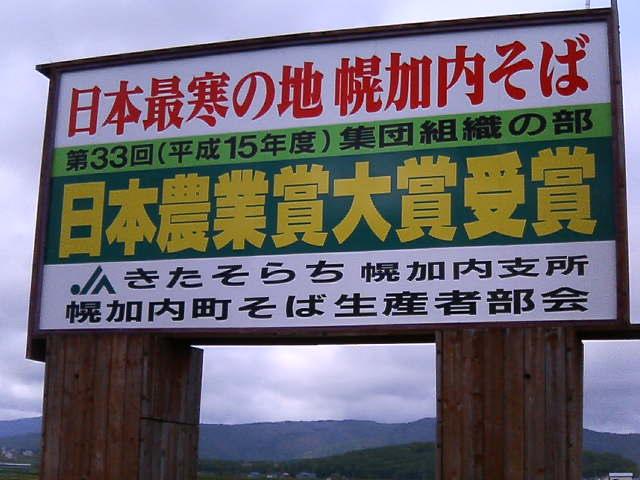 日本最寒の地 幌加内そば
第33回(平成15年度)集団組織の部
日本農業賞大賞受賞
JA きたそらち 幌加内支所
幌加内町そば生産者部会